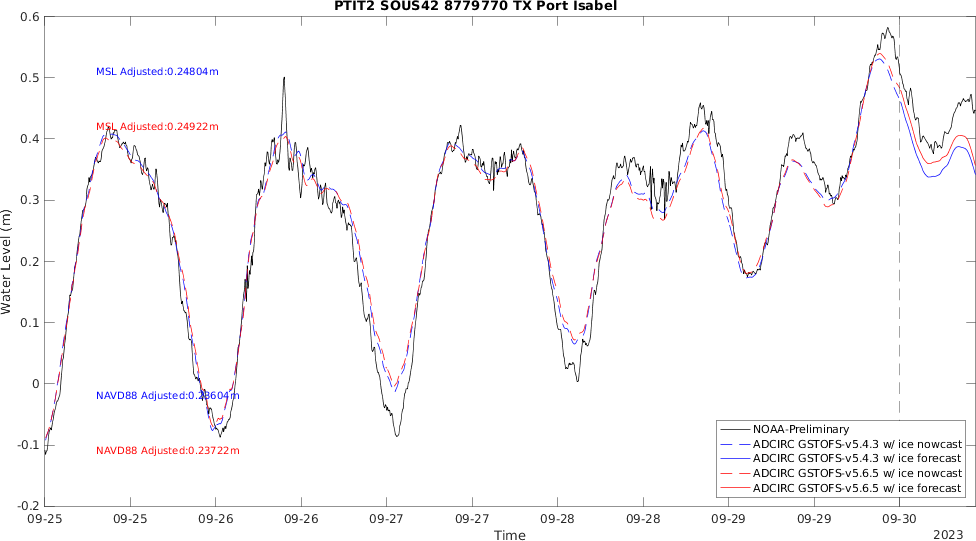 PTIT2 SOUS42 8779770 TX Port Isabel
0.6
0.5
0.4
0.3
0.2
0.1
0
-0.1
-0.2
Water Level (m)
MSL Adjusted:0.24804m
MSL Adjusted:0.24922m
NAVD88 Adjusted:0.23604m
NAVD88 Adjusted:0.23722m
NOAA-Preliminary
ADCIRC GSTOFS-v5.4.3 w/ ice nowcast
ADCIRC GSTOFS-v5.4.3 w/ ice forecast
ADCIRC GSTOFS-v5.6.5 w/ ice nowcast
ADCIRC GSTOFS-v5.6.5 w/ ice forecast
09-25 09-25 09-26 09-26 09-27 09-27 09-28 09-28 09-29 09-29 09-30
Time
2023